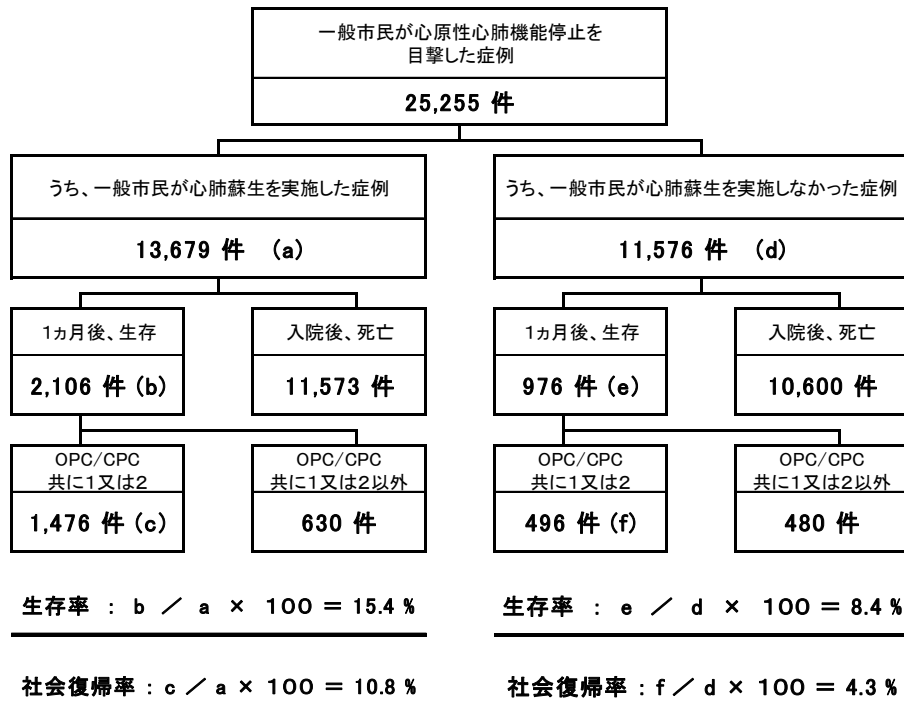 一般市民が心原性心肺機能停止を
目撃した症例
25,255 件
うち、一般市民が心肺蘇生を実施した症例
13,679 件 (a)
うち、一般市民が心肺蘇生を実施しなかった症例
11,576 件 (d)
1ヵ月後、生存
2,106 件 (b)
入院後、死亡
11,573 件
1ヵ月後、生存
976 件 (e)
入院後、死亡
10,600 件
OPC/CPC
共に1又は2
1,476 件 (c)
OPC/CPC
共に1又は2以外
630 件
OPC/CPC
共に1又は2
496 件 (f)
OPC/CPC
共に1又は2以外
480 件
生存率 : b / a × 100 = 15.4 %
生存率 : e / d × 100 = 8.4 %
社会復帰率 : c / a × 100 = 10.8 %
社会復帰率 : f / d × 100 = 4.3 %